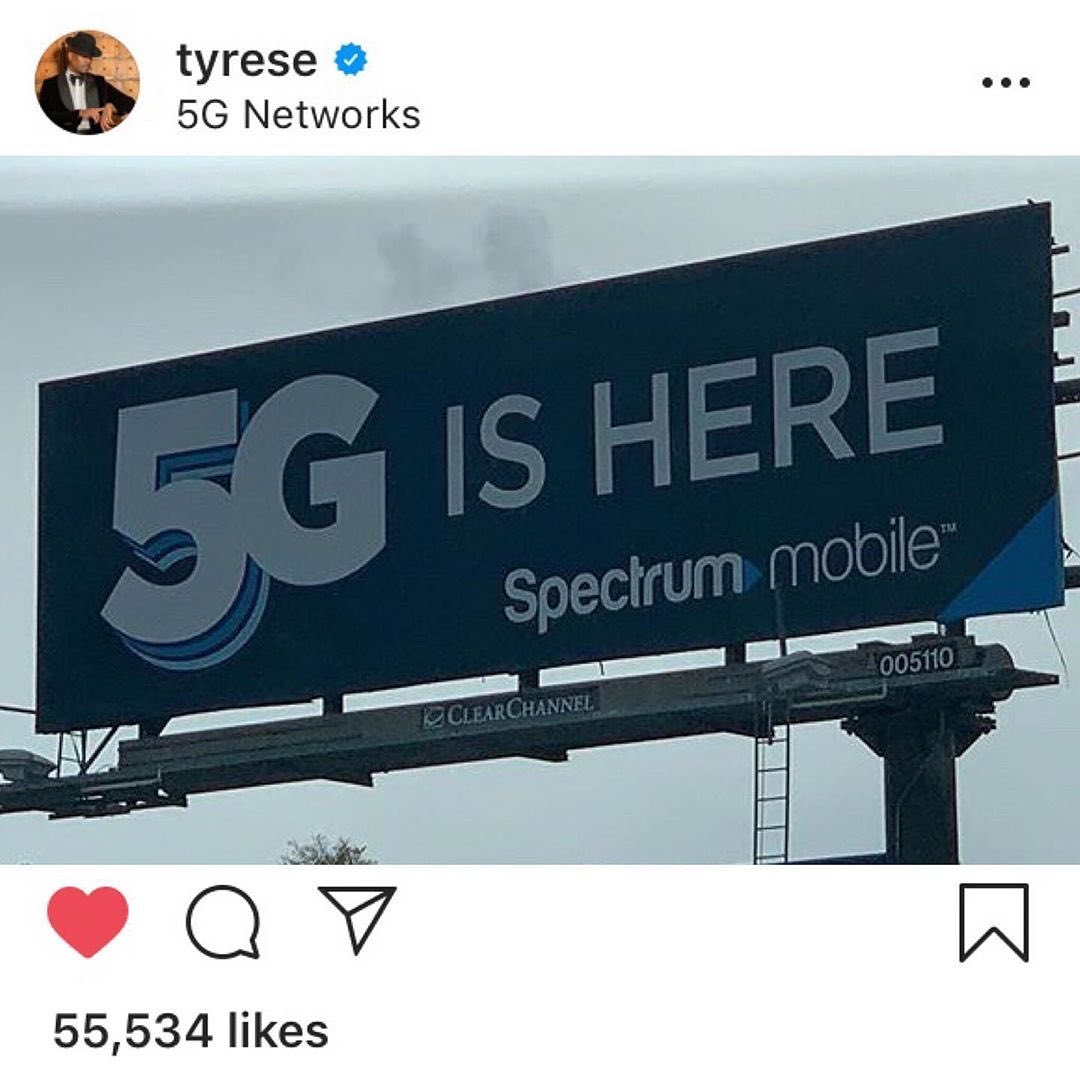 tyrese
5G Networks
5G IS HERE
Spectrum mobile™
005110
CLEARCHANNEL
55,534 likes